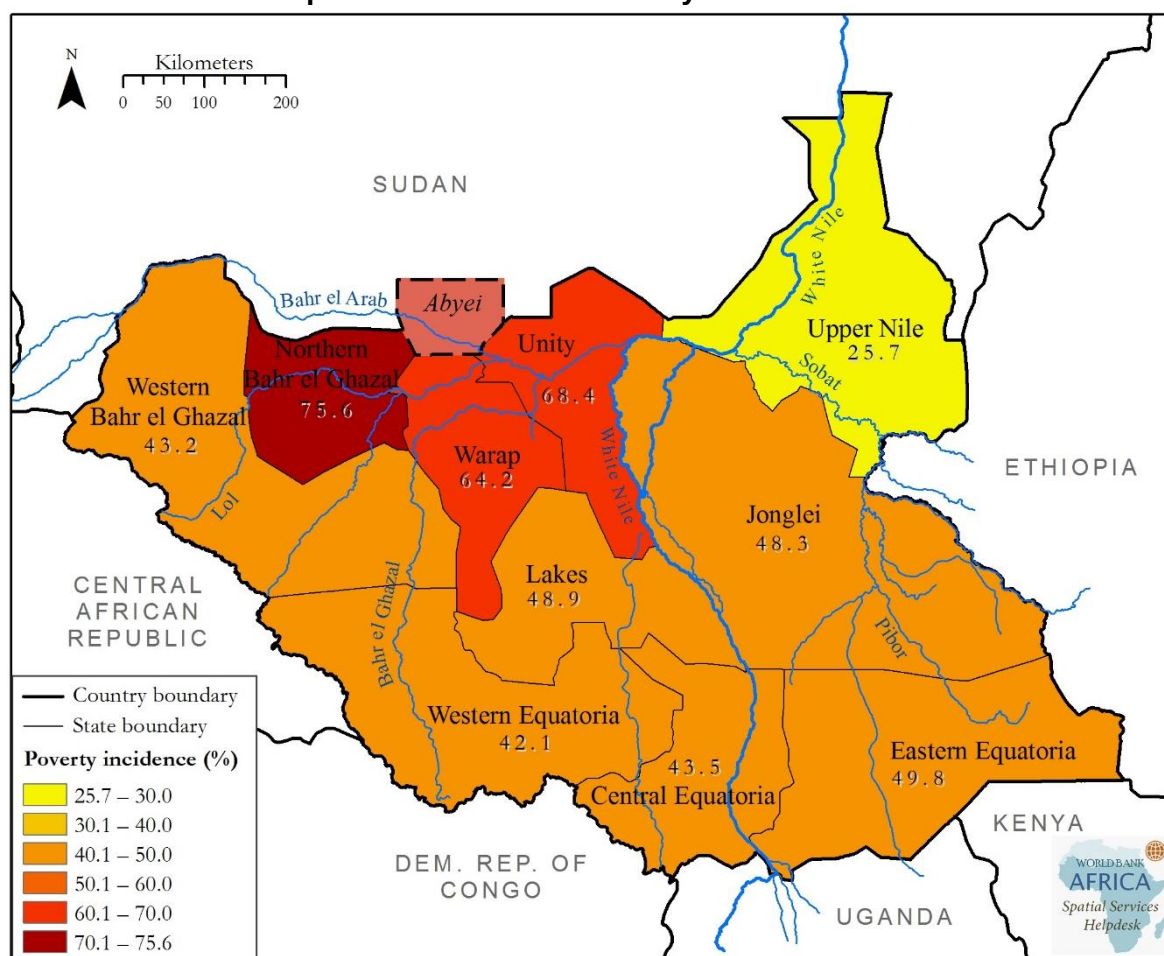 N
Kilometers
0 50 100 200
SUDAN
White Nile
Bahr el Arab
Abyei
Upper Nile
25.7
Unity
68.4
Northern
Bahr el Ghazal
75.6
Western
Bahr el Ghazal
43.2
Sobat
Warap
64.2
White Nile
ETHIOPIA
Lol
Jonglei
48.3
CENTRAL
AFRICAN
REPUBLIC
Bahr el Ghazal
Lakes
48.9
Pibor
Western Equatoria
42.1
43.5
Central Equatoria
Eastern Equatoria
49.8
KENYA
DEM. REP. OF
CONGO
UGANDA
Country boundary
State boundary
Poverty incidence (%)
25.7 – 30.0
30.1 – 40.0
40.1 – 50.0
50.1 – 60.0
60.1 – 70.0
70.1 – 75.6
WORLD BANK
AFRICA
Spatial Services
Helpdesk